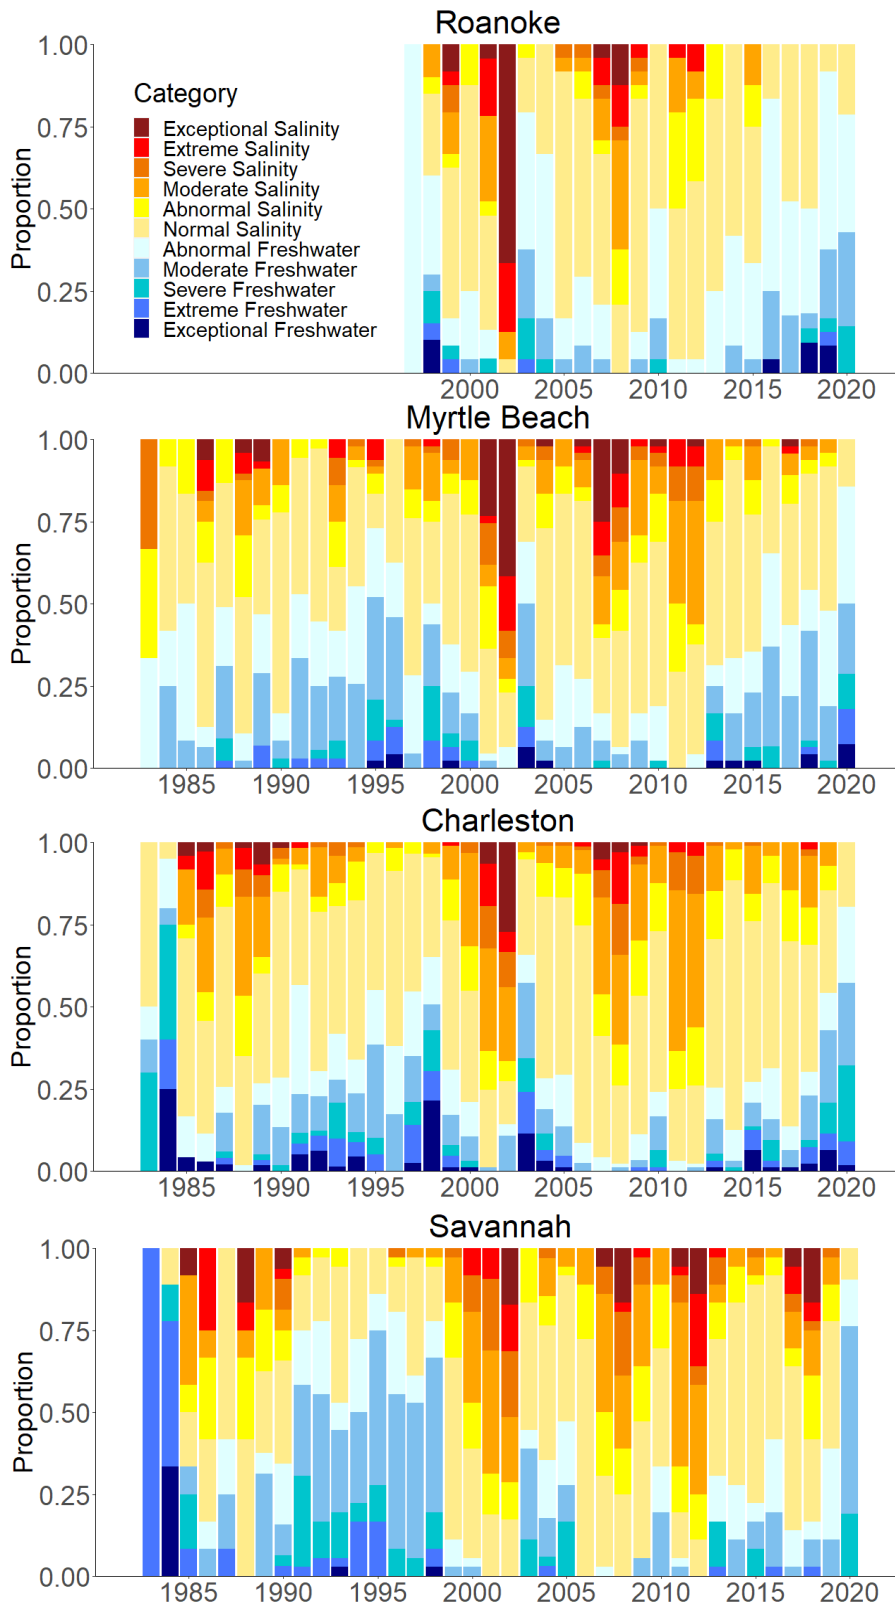 Roanoke
Proportion
1.00
0.75
0.50
0.25
0.00
Category
Exceptional Salinity
Extreme Salinity
Severe Salinity
Moderate Salinity
Abnormal Salinity
Normal Salinity
Abnormal Freshwater
Moderate Freshwater
Severe Freshwater
Extreme Freshwater
Exceptional Freshwater
2000 2005 2010 2015 2020
Myrtle Beach
Proportion
1.00
0.75
0.50
0.25
0.00
1985 1990 1995 2000 2005 2010 2015 2020
Charleston
Proportion
1.00
0.75
0.50
0.25
0.00
1985 1990 1995 2000 2005 2010 2015 2020
Savannah
Proportion
1.00
0.75
0.50
0.25
0.00
1985 1990 1995 2000 2005 2010 2015 2020